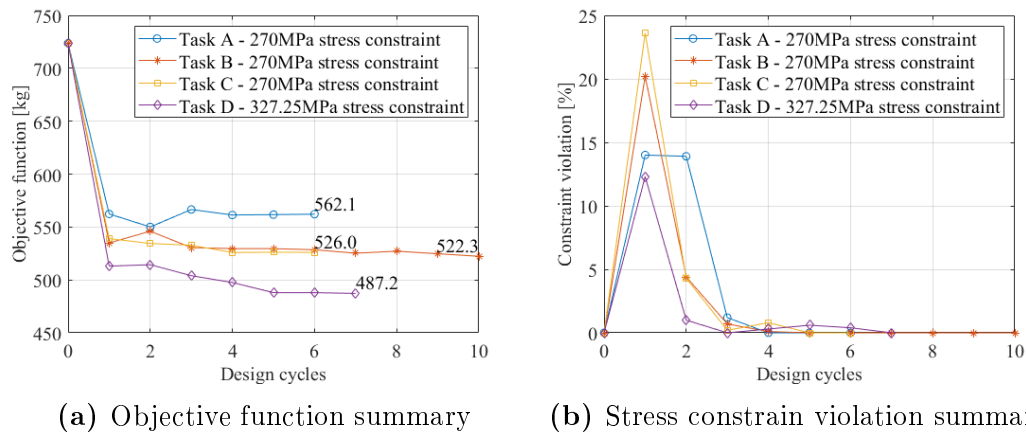 750
700
650
600
550
500
450
Objective function [kg]
Task A - 270MPa stress constraint
Task B - 270MPa stress constraint
Task C - 270MPa stress constraint
Task D - 327.25MPa stress constraint
562.1
526.0
522.3
487.2
0 2 4 6 8 10
Design cycles
(a) Objective function summary
25
20
15
10
5
0
Constraint violation [%]
Task A - 270MPa stress constraint
Task B - 270MPa stress constraint
Task C - 270MPa stress constraint
Task D - 327.25MPa stress constraint
0 2 4 6 8 10
Design cycles
(b) Stress constrain violation summar